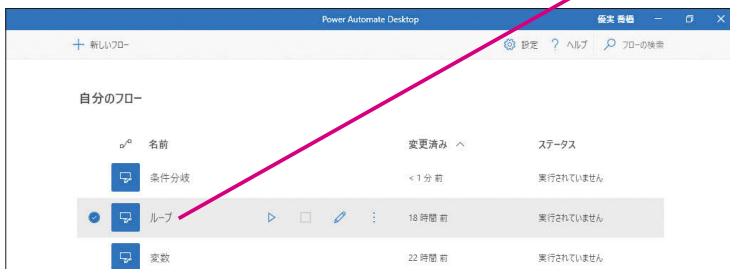 Power Automate Desktop
優実 吾橋
新しいフロー
設定 ? ヘルプ フローの検索
自分のフロー
名前 変更済み ステータス
条件分岐 < 1 分 前 実行されていません
ループ 18 時間 前 実行されていません
変数 22 時間 前 実行されていません